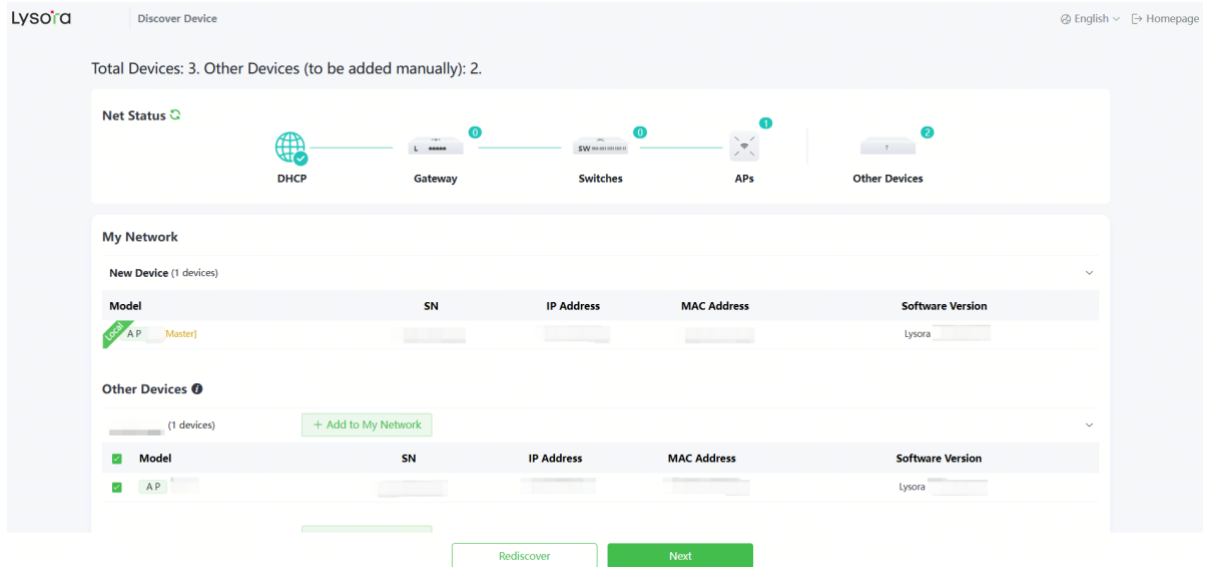 Lysora Discover Device English Homepage
Total Devices: 3. Other Devices (to be added manually): 2.
Net Status
0 0 1 2
L SW ?
DHCP Gateway Switches APs Other Devices
My Network
New Device (1 devices)
Model SN IP Address MAC Address Software Version
Local AP Master] Lysora
Other Devices
(1 devices) + Add to My Network
Model SN IP Address MAC Address Software Version
AP Lysora
Rediscover Next